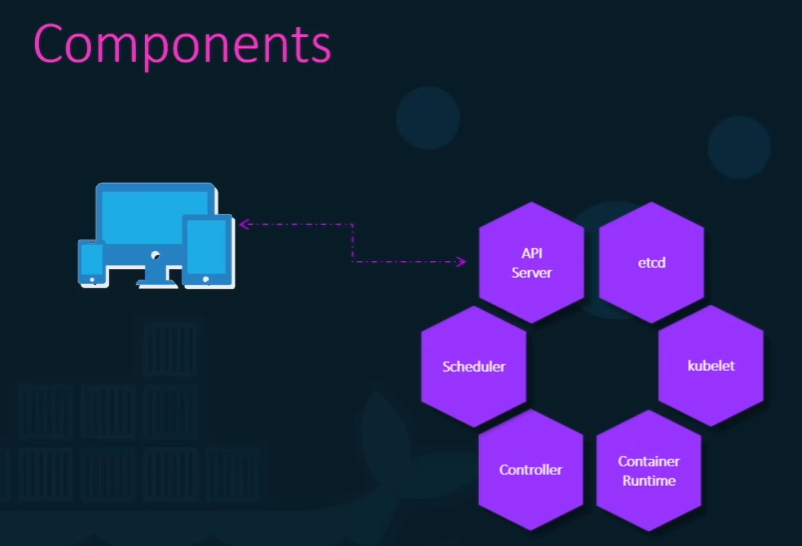 Components
API
Server
etcd
Scheduler
kubelet
Controller
Container
Runtime